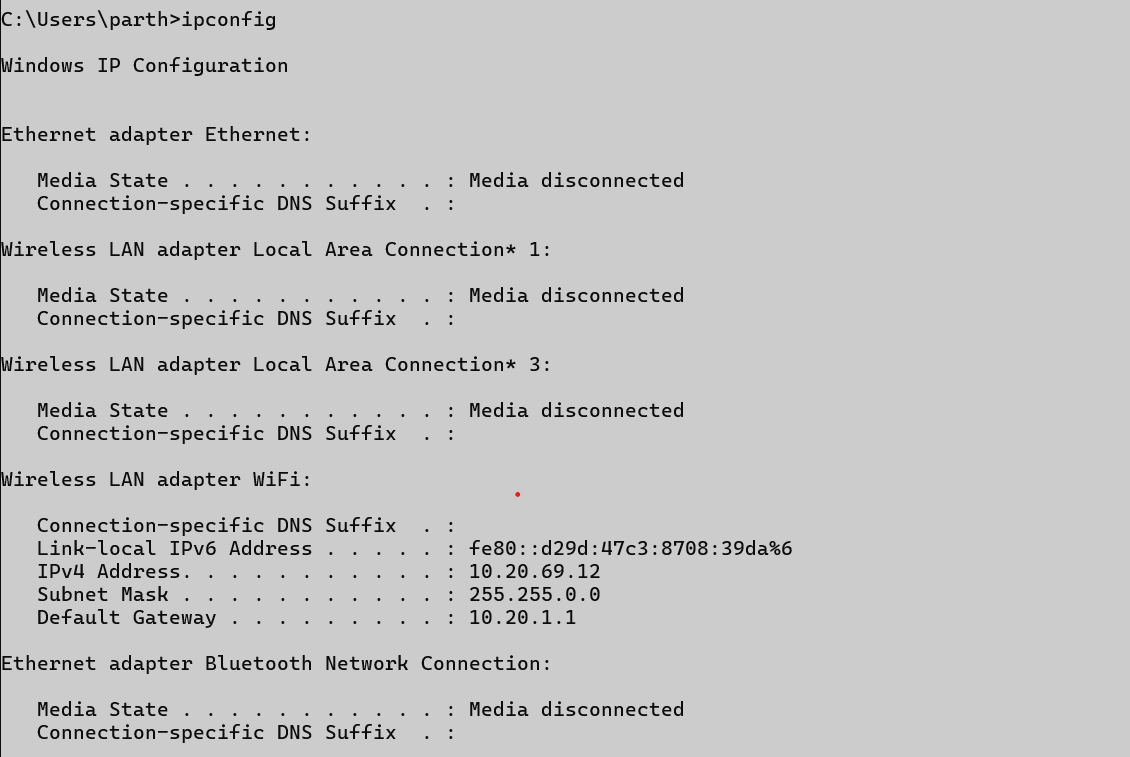 C:\Users\parth>ipconfig
Windows IP Configuration
Ethernet adapter Ethernet:
   Media State . . . . . . . . . . . : Media disconnected
   Connection-specific DNS Suffix  . :
Wireless LAN adapter Local Area Connection* 1:
   Media State . . . . . . . . . . . : Media disconnected
   Connection-specific DNS Suffix  . :
Wireless LAN adapter Local Area Connection* 3:
   Media State . . . . . . . . . . . : Media disconnected
   Connection-specific DNS Suffix  . :
Wireless LAN adapter WiFi:
   Connection-specific DNS Suffix  . :
   Link-local IPv6 Address . . . . . : fe80::d29d:47c3:8708:39da%6
   IPv4 Address. . . . . . . . . . . : 10.20.69.12
   Subnet Mask . . . . . . . . . . . : 255.255.0.0
   Default Gateway . . . . . . . . . : 10.20.1.1
Ethernet adapter Bluetooth Network Connection:
   Media State . . . . . . . . . . . : Media disconnected
   Connection-specific DNS Suffix  . :